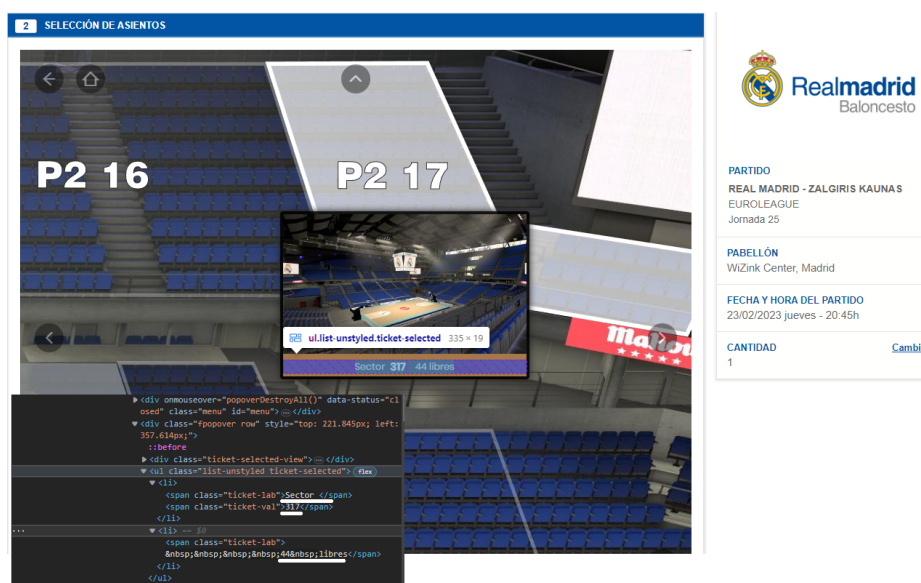 2 SELECCIÓN DE ASIENTOS
P2 16
P2 17
ul.list-unstyled.ticket-selected 335 × 19
Sector 317 44 libres
<div onmouseover="popoverDestroyAll()" data-status="cl
osed" class="menu" id="menu">…</div>
<div class="fpopover row" style="top: 221.845px; left:
357.614px;">
::before
<div class="ticket-selected-view">…</div>
<ul class="list-unstyled ticket-selected"> flex
<li>
<span class="ticket-lab">Sector </span>
<span class="ticket-val">317</span>
</li>
<li> == $0
<span class="ticket-lab">
&nbsp;&nbsp;&nbsp;&nbsp;44&nbsp;libres</span>
</li>
</ul>
Realmadrid
Baloncesto
PARTIDO
REAL MADRID - ZALGIRIS KAUNAS
EUROLEAGUE
Jornada 25
PABELLÓN
WiZink Center, Madrid
FECHA Y HORA DEL PARTIDO
23/02/2023 jueves - 20:45h
CANTIDAD Cambi
1